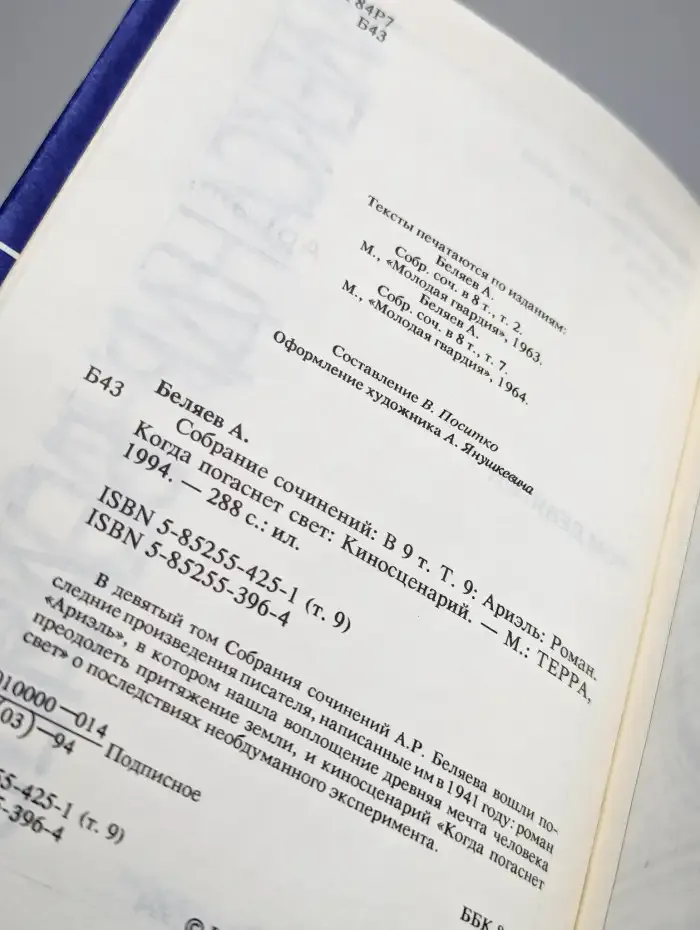 84Р7
Б43
Тексты печатаются по изданиям:
Беляев А.
Собр. соч. в 8 т., т. 2.
М., «Молодая гвардия», 1963.
Беляев А.
Собр. соч. в 8 т., т. 7.
М., «Молодая гвардия», 1964.
Составление В. Поситко
Оформление художника А. Янушкевича
Беляев А.
Б43 Собрание сочинений: В 9 т. Т. 9: Ариэль: Роман.
Когда погаснет свет: Киносценарий. — М.: ТЕРРА,
1994. — 288 с.: ил.
ISBN 5-85255-425-1 (т. 9)
ISBN 5-85255-396-4
В девятый том Собрания сочинений А.Р. Беляева вошли по-
следние произведения писателя, написанные им в 1941 году: роман
«Ариэль», в котором нашла воплощение древняя мечта человека
преодолеть притяжение земли, и киносценарий «Когда погаснет
свет» о последствиях необдуманного эксперимента.
010000—014
(03)—94 Подписное
55-425-1 (т. 9)
5-396-4
ББК
©